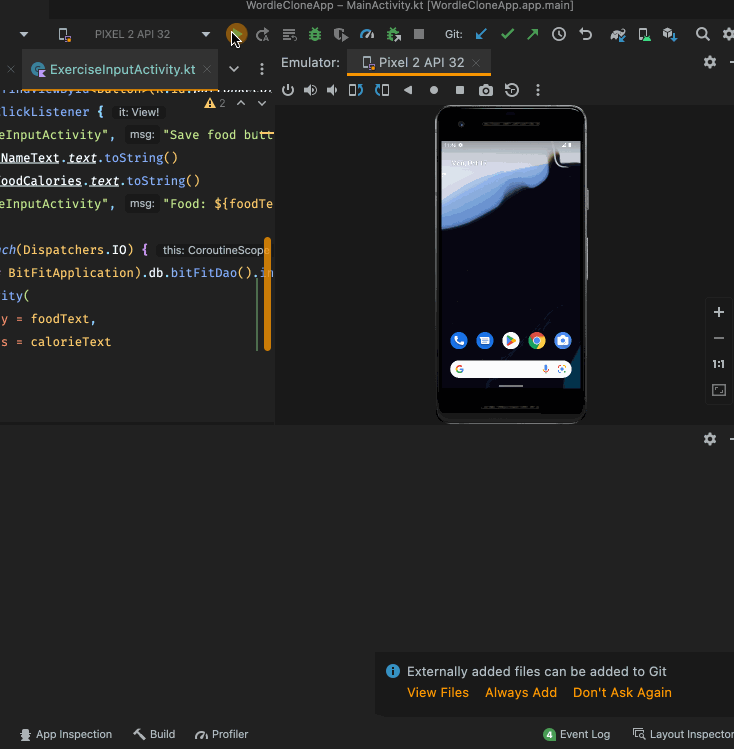 WordleCloneApp – MainActivity.kt [WordleCloneApp.app.main]
PIXEL 2 API 32
Git:
ExerciseInputActivity.kt
Emulator:
Pixel 2 API 32
2
ClickListener { it: View!
eInputActivity", msg: "Save food butt
NameText.text.toString()
oodCalories.text.toString()
eInputActivity", msg: "Food: ${foodTe
nch(Dispatchers.IO) { this: CoroutineScope
BitFitApplication).db.bitFitDao().in
ity(
y = foodText,
s = calorieText
1:1
Externally added files can be added to Git
View Files Always Add Don't Ask Again
App Inspection Build Profiler
4 Event Log Layout Inspector